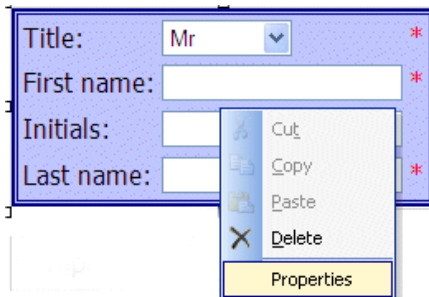 Title: Mr *
First name: *
Initials:
Last name: *
Cut
Copy
Paste
Delete
Properties